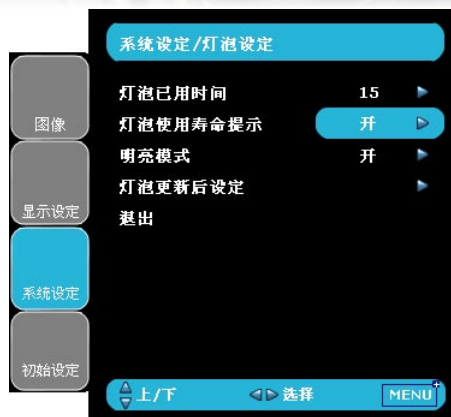 系统设定/灯泡设定
图像
显示设定
系统设定
初始设定
灯泡已用时间 15
灯泡使用寿命提示 开
明亮模式 开
灯泡更新后设定
退出
上/下 选择 MENU